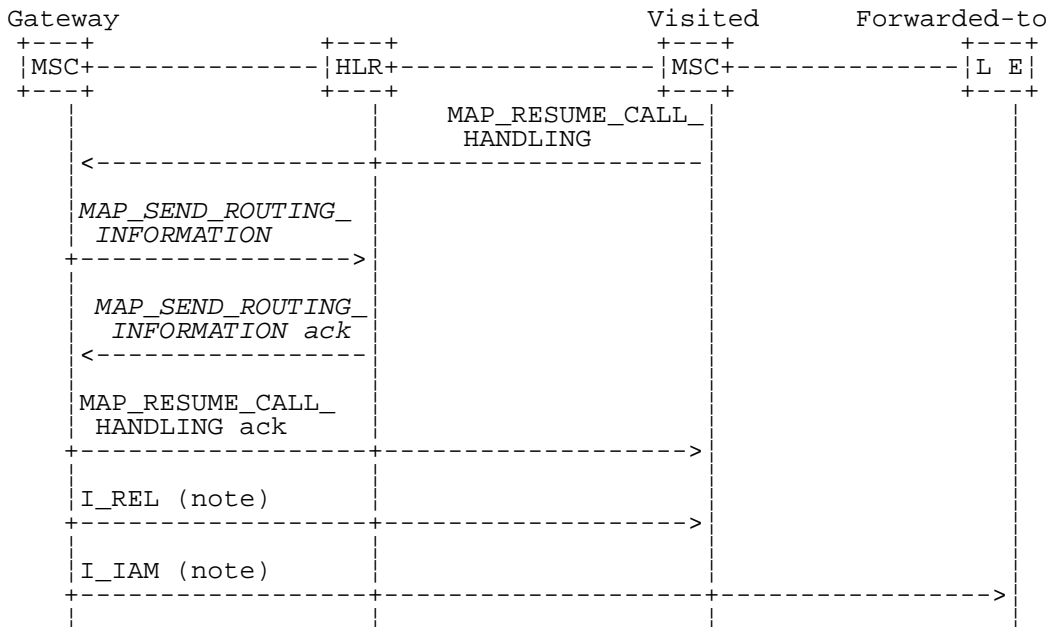 Gateway Visited Forwarded-to
MSC HLR MSC L E
MAP_RESUME_CALL_
HANDLING
MAP_SEND_ROUTING_
INFORMATION
MAP_SEND_ROUTING_
INFORMATION ack
MAP_RESUME_CALL_
HANDLING ack
I_REL (note)
I_IAM (note)